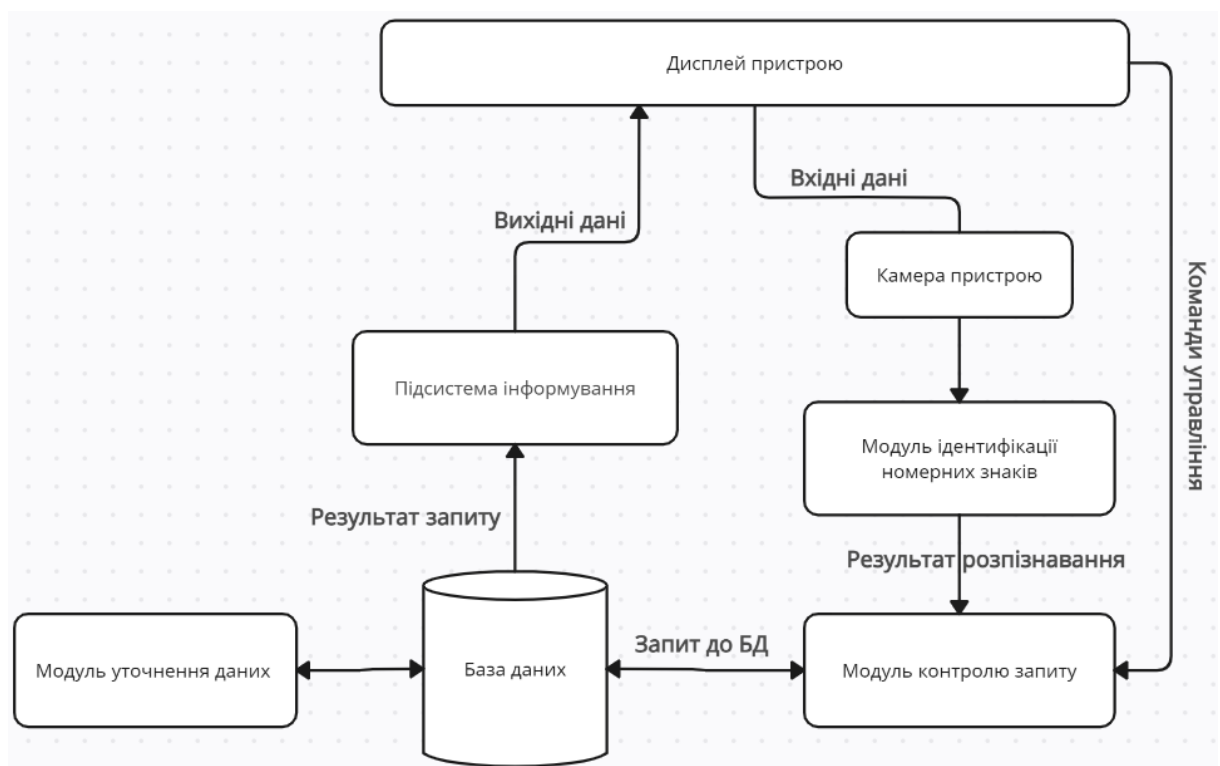 Дисплей пристрою
Вхідні дані
Вихідні дані
Камера пристрою
Команди управління
Підсистема інформування
Модуль ідентифікації
номерних знаків
Результат запиту
Результат розпізнавання
Модуль уточнення даних
База даних
Запит до БД
Модуль контролю запиту